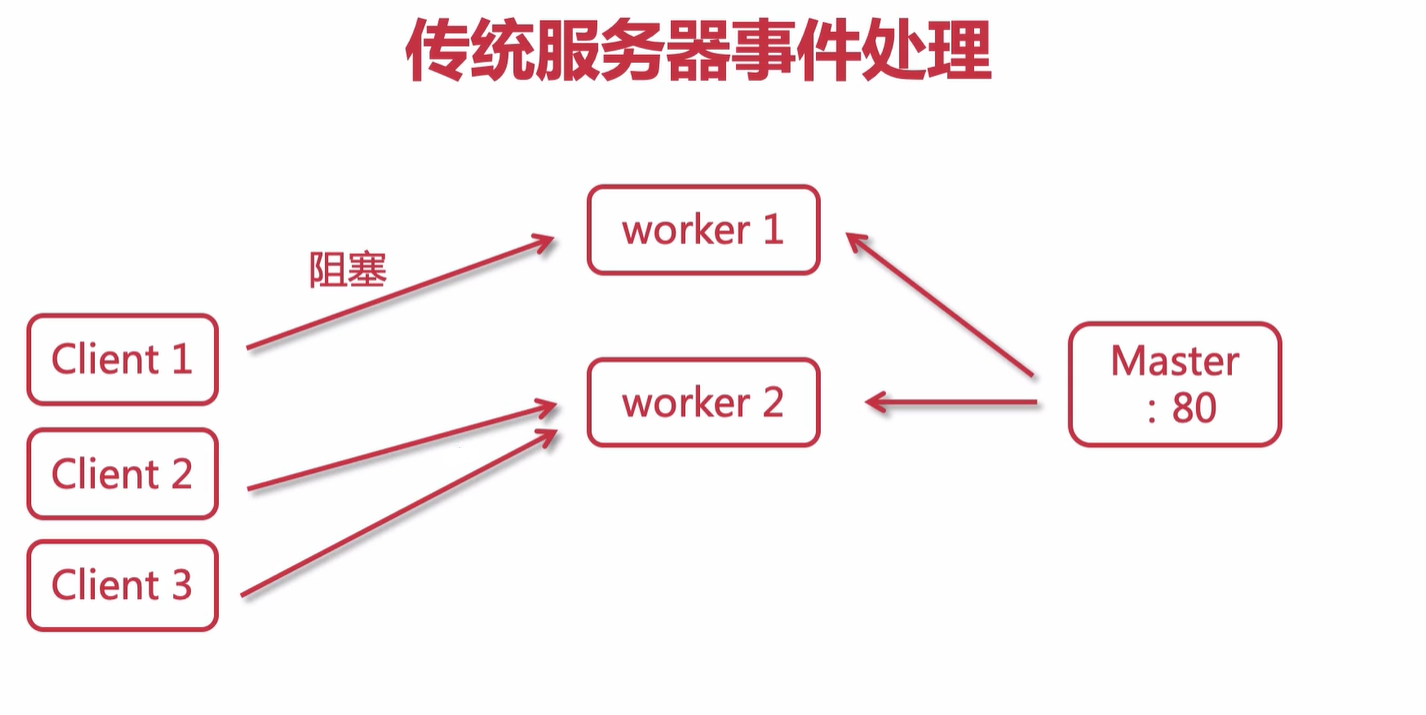 传统服务器事件处理
worker 1
阻塞
Client 1
Master
：80
worker 2
Client 2
Client 3